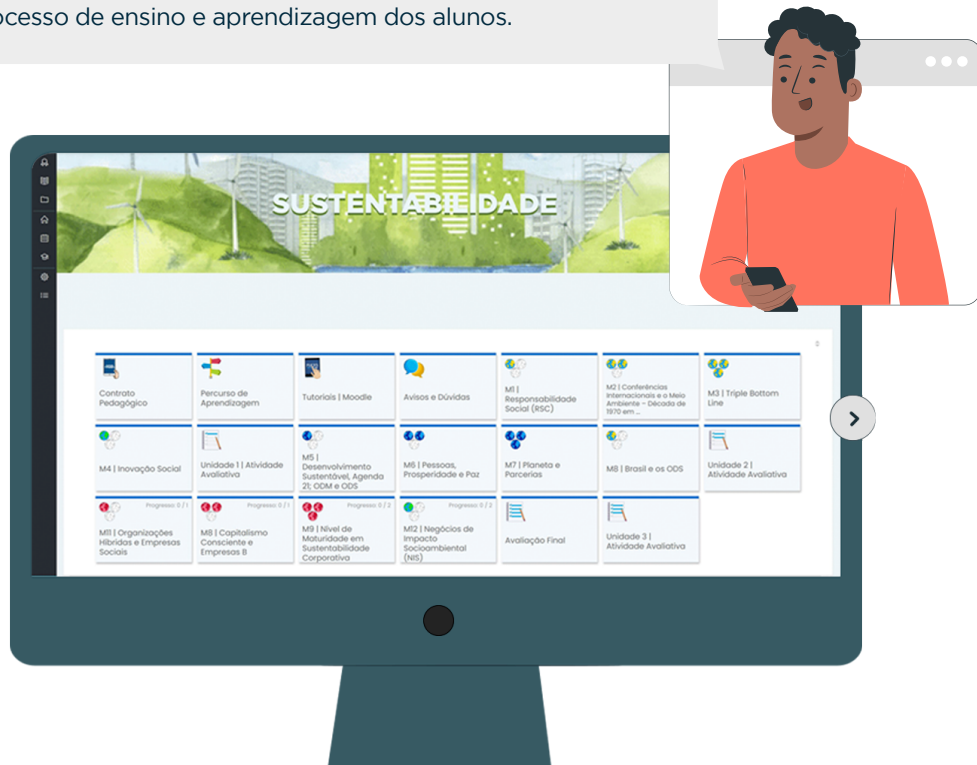 ocesso de ensino e aprendizagem dos alunos.
SUSTENTABILIDADE
Contrato
Pedagógico
Percurso de
Aprendizagem
Tutoriais | Moodle
Avisos e Dúvidas
M1 |
Responsabilidade
Social (RSC)
M2 | Conferências
Internacionais e o Meio
Ambiente - Década de
1970 em ...
M3 | Triple Bottom
Line
M4 | Inovação Social
Unidade 1 | Atividade
Avaliativa
M5 |
Desenvolvimento
Sustentável, Agenda
21; ODM e ODS
M6 | Pessoas,
Prosperidade e Paz
M7 | Planeta e
Parcerias
M8 | Brasil e os ODS
Unidade 2 |
Atividade Avaliativa
Progresso: 0 / 1
M11 | Organizações
Híbridas e Empresas
Sociais
Progresso: 0 / 1
M8 | Capitalismo
Consciente e
Empresas B
Progresso: 0 / 2
M9 | Nível de
Maturidade em
Sustentabilidade
Corporativa
Progresso: 0 / 2
M12 | Negócios de
Impacto
Socioambiental
(NIS)
Avaliação Final
Unidade 3 |
Atividade Avaliativa